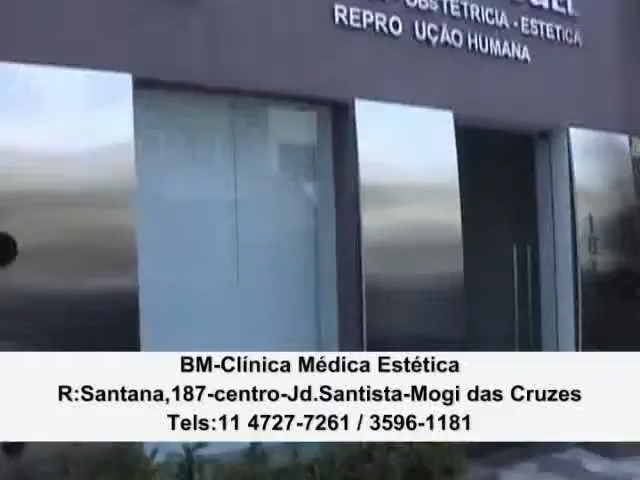 OBSTETRICIA - ESTETICA
REPRO UÇÃO HUMANA
BM-Clínica Médica Estética
R:Santana,187-centro-Jd.Santista-Mogi das Cruzes
Tels:11 4727-7261 / 3596-1181